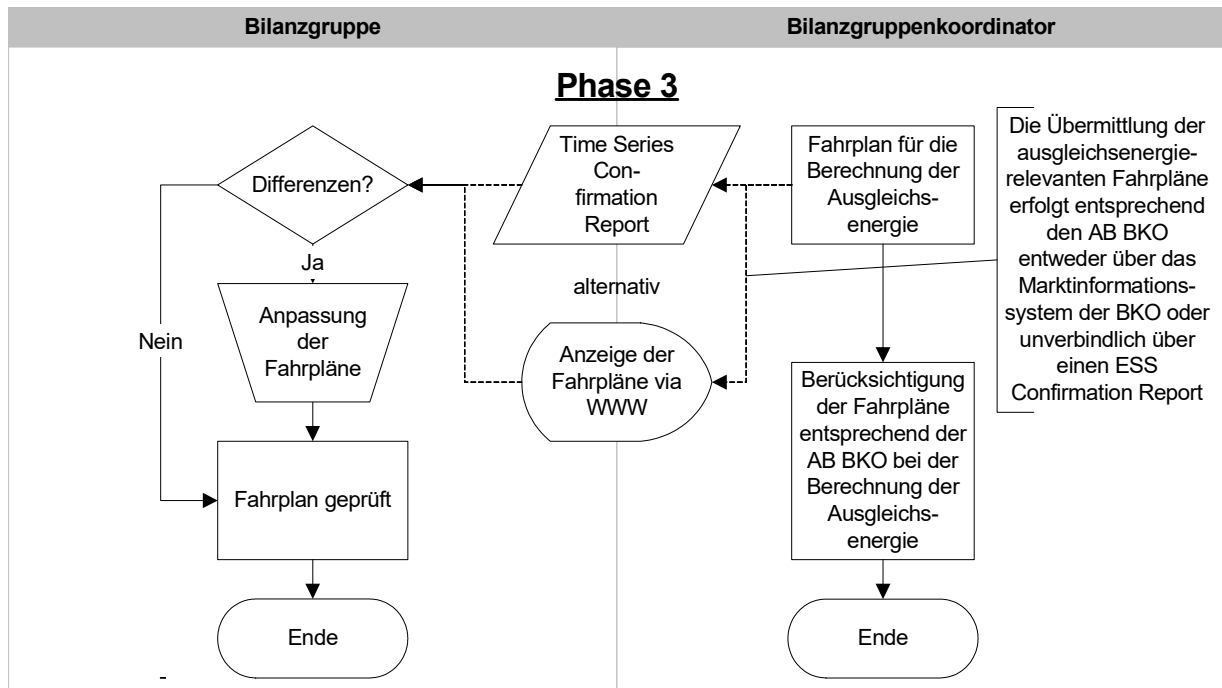 Bilanzgruppe
Bilanzgruppenkoordinator
Phase 3
Differenzen?
Ja
Nein
Anpassung
der
Fahrpläne
Fahrplan geprüft
Ende
Time Series
Con-
firmation
Report
alternativ
Anzeige der
Fahrpläne via
WWW
Fahrplan für die
Berechnung der
Ausgleichs-
energie
Berücksichtigung
der Fahrpläne
entsprechend der
AB BKO bei der
Berechnung der
Ausgleichs-
energie
Ende
Die Übermittlung der
ausgleichsenergie-
relevanten Fahrpläne
erfolgt entsprechend
den AB BKO
entweder über das
Marktinformations-
system der BKO oder
unverbindlich über
einen ESS
Confirmation Report